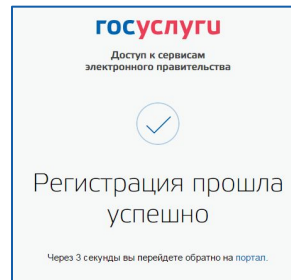 госуслуги
Доступ к сервисам
электронного правительства
Регистрация прошла
успешно
Через 3 секунды вы перейдете обратно на портал.